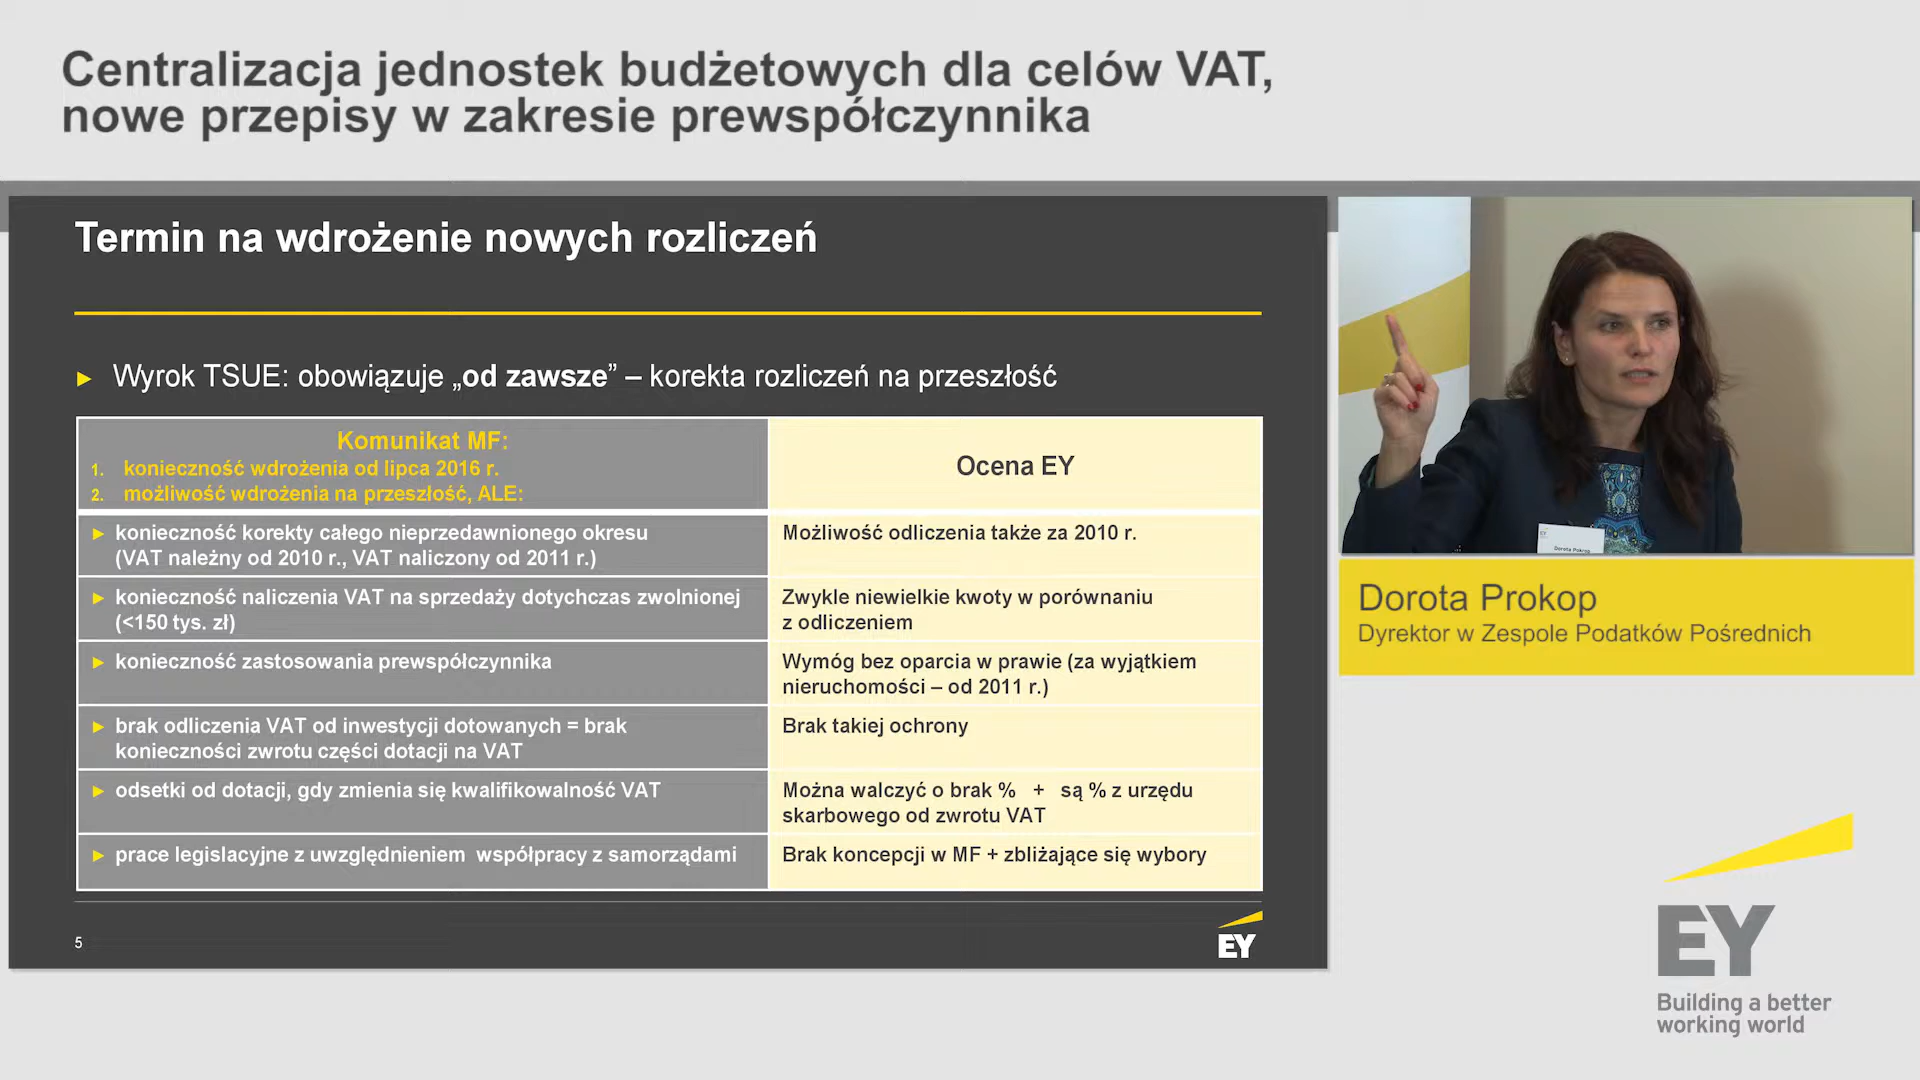 Centralizacja jednostek budżetowych dla celów VAT,
nowe przepisy w zakresie prewspółczynnika
Termin na wdrożenie nowych rozliczeń
► Wyrok TSUE: obowiązuje „od zawsze” – korekta rozliczeń na przeszłość
Komunikat MF:
1. konieczność wdrożenia od lipca 2016 r.
2. możliwość wdrożenia na przeszłość, ALE:
Ocena EY
► konieczność korekty całego nieprzedawnionego okresu
(VAT należny od 2010 r., VAT naliczony od 2011 r.)
Możliwość odliczenia także za 2010 r.
► konieczność naliczenia VAT na sprzedaży dotychczas zwolnionej
(<150 tys. zł)
Zwykle niewielkie kwoty w porównaniu
z odliczeniem
► konieczność zastosowania prewspółczynnika
Wymóg bez oparcia w prawie (za wyjątkiem
nieruchomości – od 2011 r.)
► brak odliczenia VAT od inwestycji dotowanych = brak
konieczności zwrotu części dotacji na VAT
Brak takiej ochrony
► odsetki od dotacji, gdy zmienia się kwalifikowalność VAT
Można walczyć o brak % + są % z urzędu
skarbowego od zwrotu VAT
► prace legislacyjne z uwzględnieniem współpracy z samorządami
Brak koncepcji w MF + zbliżające się wybory
5
EY
Dorota Prokop
Dyrektor w Zespole Podatków Pośrednich
EY
Building a better
working world